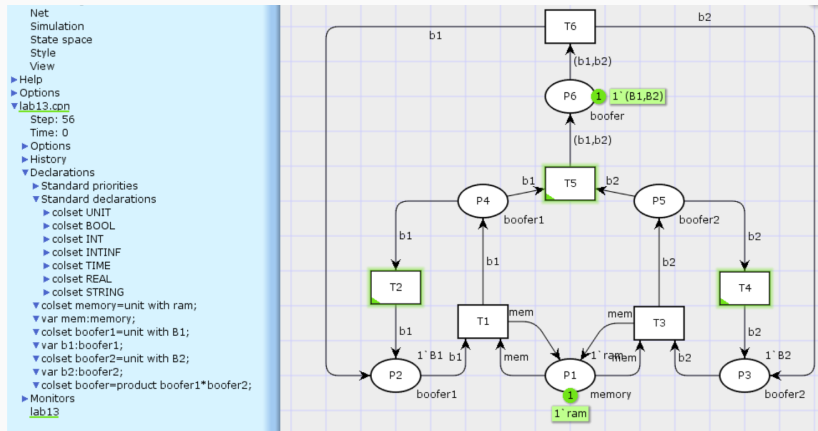 Net
Simulation
State space
Style
View
Help
Options
lab13.cpn
Step: 56
Time: 0
Options
History
Declarations
Standard priorities
Standard declarations
colset UNIT
colset BOOL
colset INT
colset INTINF
colset TIME
colset REAL
colset STRING
colset memory=unit with ram;
var mem:memory;
colset boofer1=unit with B1;
var b1:boofer1;
colset boofer2=unit with B2;
var b2:boofer2;
colset boofer=product boofer1*boofer2;
Monitors
lab13
b1
T6
b2
(b1,b2)
P6
1
1`(B1,B2)
boofer
(b1,b2)
P4
b1
T5
b2
P5
boofer1
boofer2
b1
b1
b2
b2
T2
T4
T1
mem
mem
T3
b1
b2
P2
1`B1
b1
mem
P1
1`ram
mem
b2
P3
1`B2
boofer1
1
memory
boofer2
1`ram